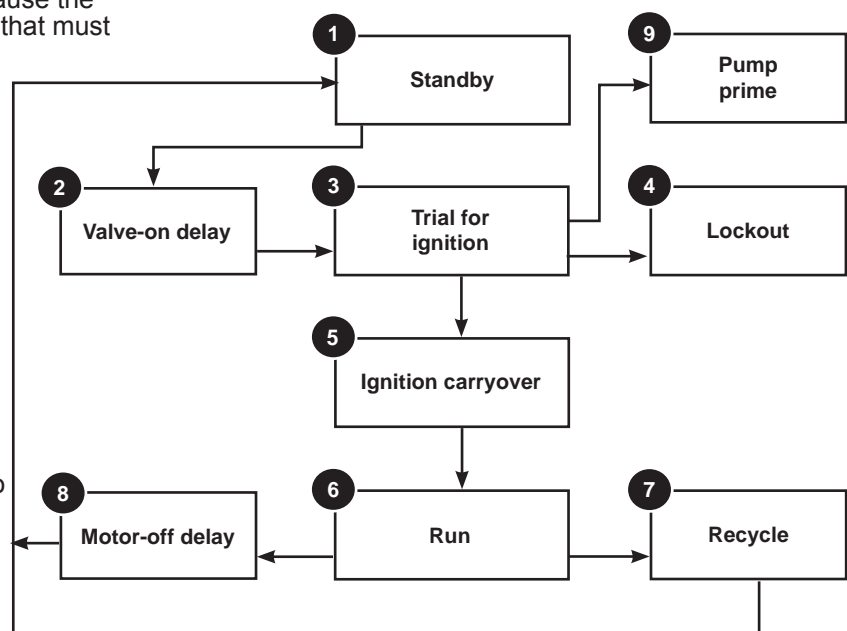 ause the
that must
1
Standby
9
Pump
prime
2
Valve-on delay
3
Trial for
ignition
4
Lockout
5
Ignition carryover
8
Motor-off delay
6
Run
7
Recycle